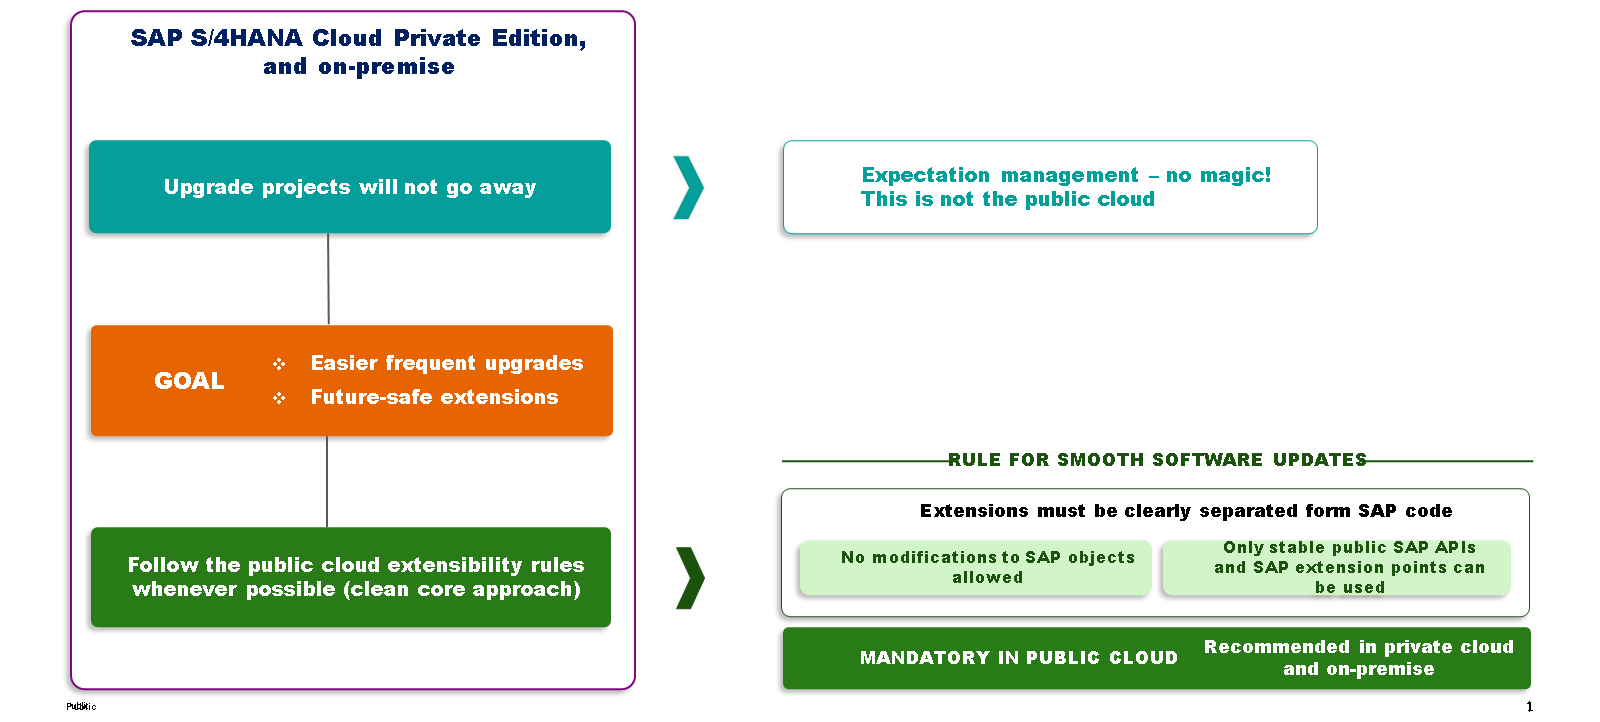 SAP S/4HANA Cloud Private Edition,
and on-premise
Upgrade projects will not go away
Expectation management – no magic!
This is not the public cloud
GOAL
❖ Easier frequent upgrades
❖ Future-safe extensions
Follow the public cloud extensibility rules
whenever possible (clean core approach)
RULE FOR SMOOTH SOFTWARE UPDATES
Extensions must be clearly separated form SAP code
No modifications to SAP objects
allowed
Only stable public SAP APIs
and SAP extension points can
be used
MANDATORY IN PUBLIC CLOUD
Recommended in private cloud
and on-premise
Public
1